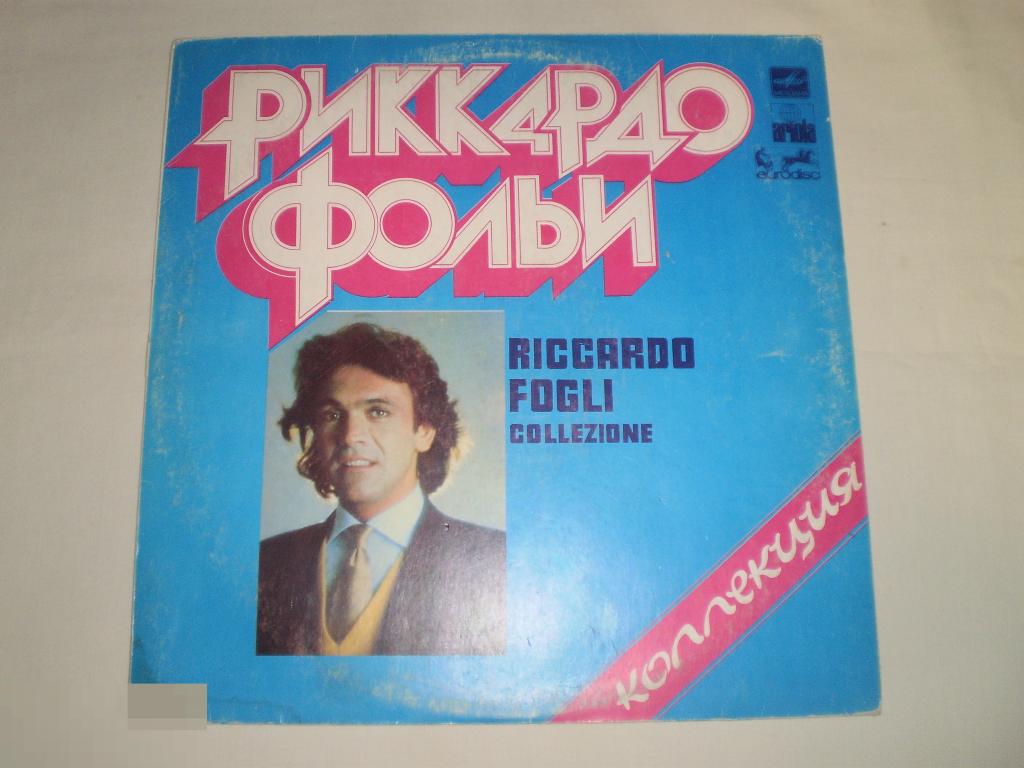 РИККАРДО
ФОЛЬИ
ariola
eurodisc
RICCARDO
FOGLI
COLLEZIONE
коллекция